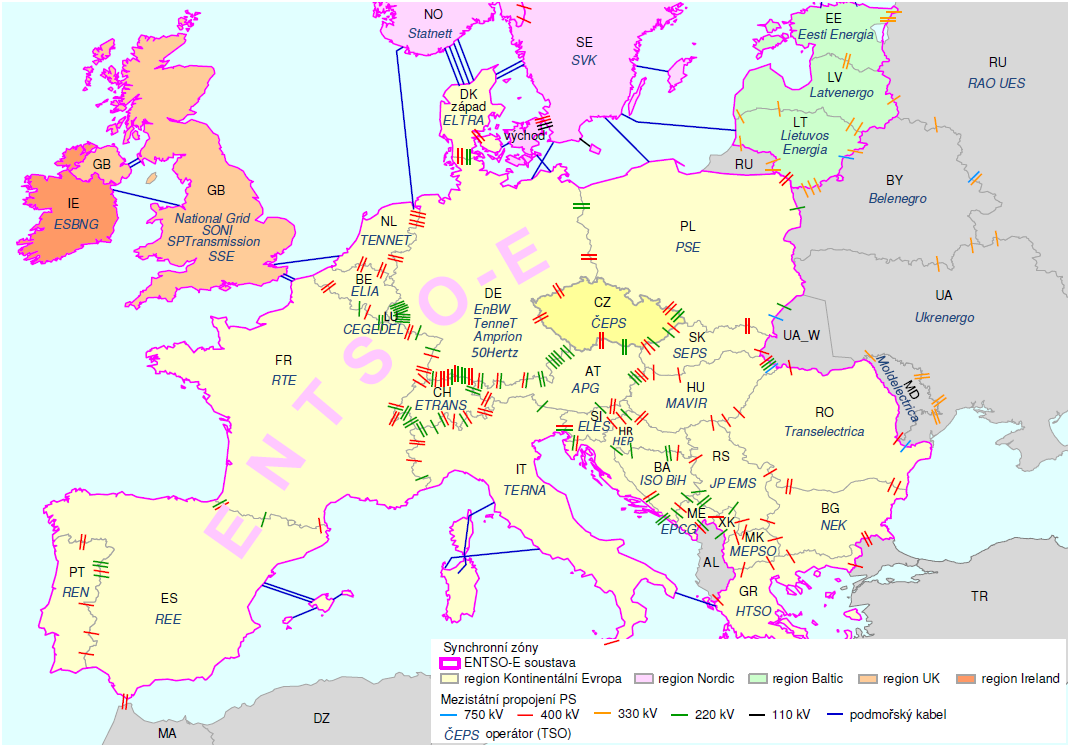 NO
Statnett
SE
SVK
EE
Eesti Energia
LV
Latvenergo
LT
Lietuvos
Energia
RU
RAO UES
DK
západ
ELTRA
východ
RU
BY
Belenegro
GB
GB
National Grid
SONI
SPTransmission
SSE
IE
ESBNG
NL
TENNET
BE
ELIA
LU
CEGEDEL
DE
EnBW
TenneT
Amprion
50Hertz
PL
PSE
CZ
ČEPS
UA
Ukrenergo
UA_W
SK
SEPS
FR
RTE
CH
ETRANS
AT
APG
HU
MAVIR
MD
Moldelectrica
RO
Transelectrica
SI
ELES
HR
HEP
BA
ISO BiH
RS
JP EMS
IT
TERNA
ME
EPCG
XK
MK
MEPSO
BG
NEK
AL
GR
HTSO
TR
PT
REN
ES
REE
MA
DZ
ENTSO-E
Synchronní zóny
ENTSO-E soustava
region Kontinentální Evropa
region Nordic
region Baltic
region UK
region Ireland
Mezistátní propojení PS
750 kV
400 kV
330 kV
220 kV
110 kV
podmořský kabel
ČEPS operátor (TSO)